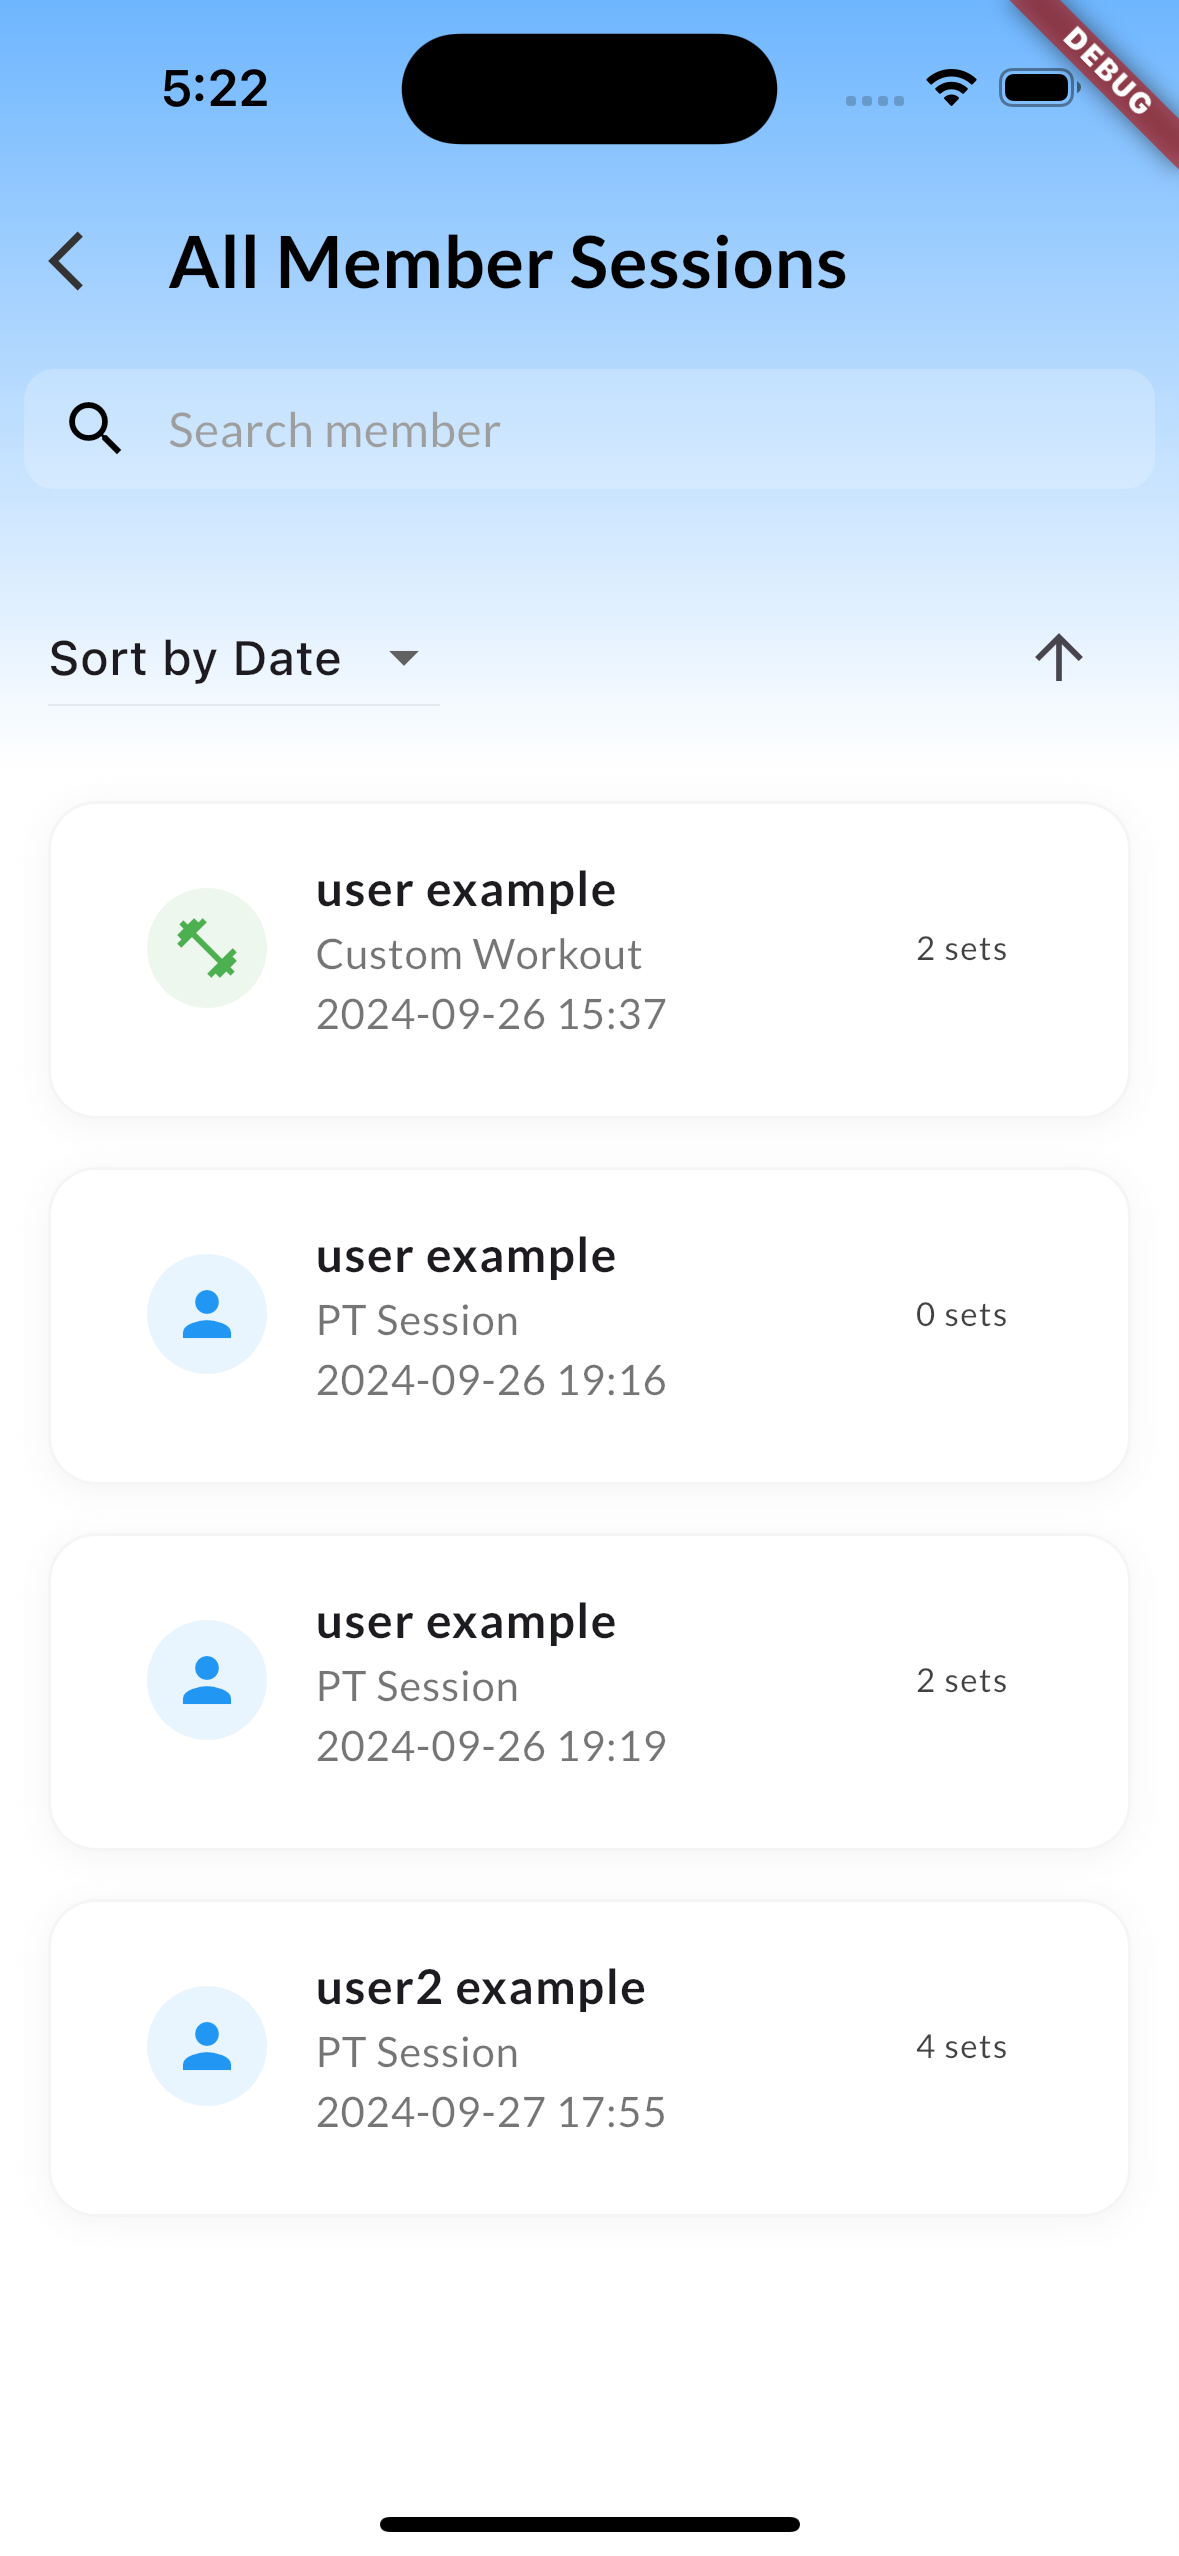 5:22
DEBUG
All Member Sessions
Search member
Sort by Date
user example
Custom Workout
2024-09-26 15:37
2 sets
user example
PT Session
2024-09-26 19:16
0 sets
user example
PT Session
2024-09-26 19:19
2 sets
user2 example
PT Session
2024-09-27 17:55
4 sets